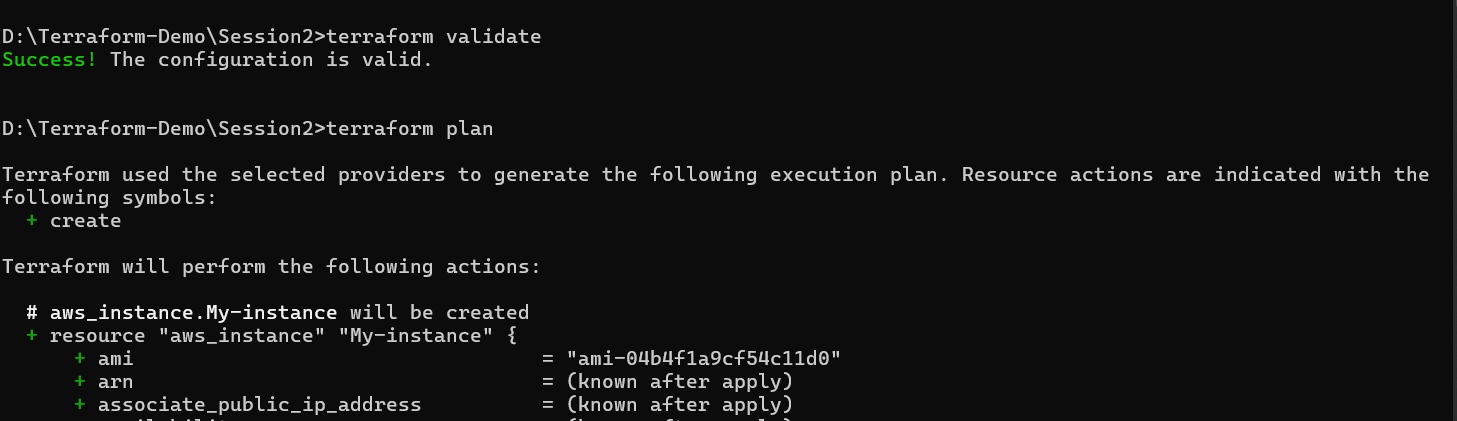 D:\Terraform-Demo\Session2>terraform validate
Success! The configuration is valid.
D:\Terraform-Demo\Session2>terraform plan
Terraform used the selected providers to generate the following execution plan. Resource actions are indicated with the
following symbols:
+ create
Terraform will perform the following actions:
# aws_instance.My-instance will be created
+ resource "aws_instance" "My-instance" {
+ ami = "ami-04b4f1a9cf54c11d0"
+ arn = (known after apply)
+ associate_public_ip_address = (known after apply)